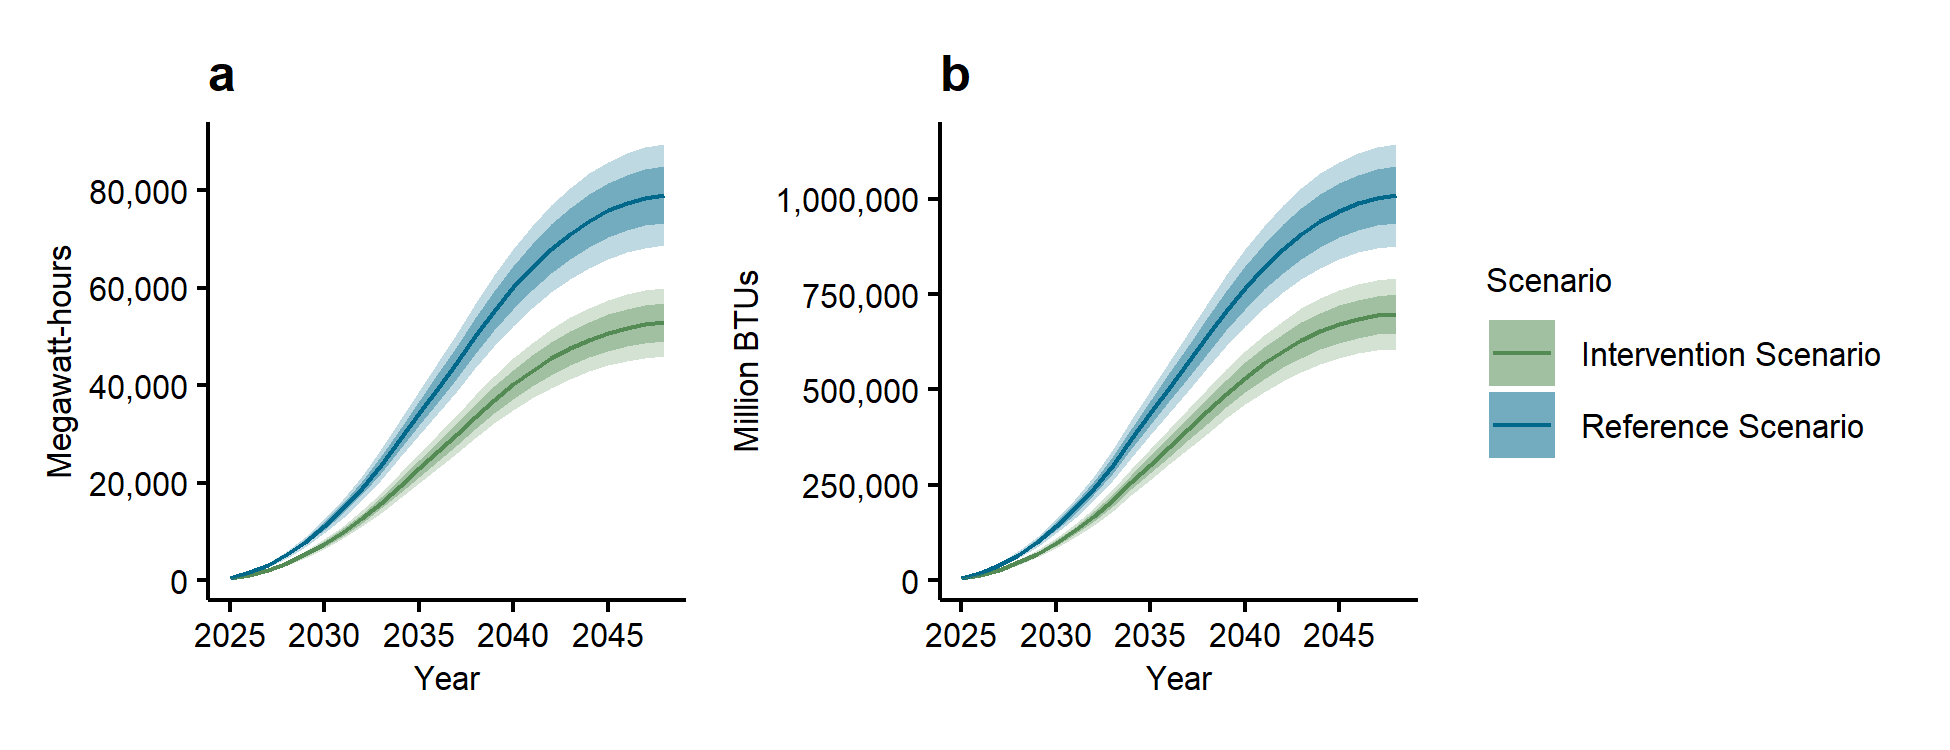 a
Megawatt-hours
80,000
60,000
40,000
20,000
0
2025 2030 2035 2040 2045
Year
b
Million BTUs
1,000,000
750,000
500,000
250,000
0
2025 2030 2035 2040 2045
Year
Scenario
Intervention Scenario
Reference Scenario